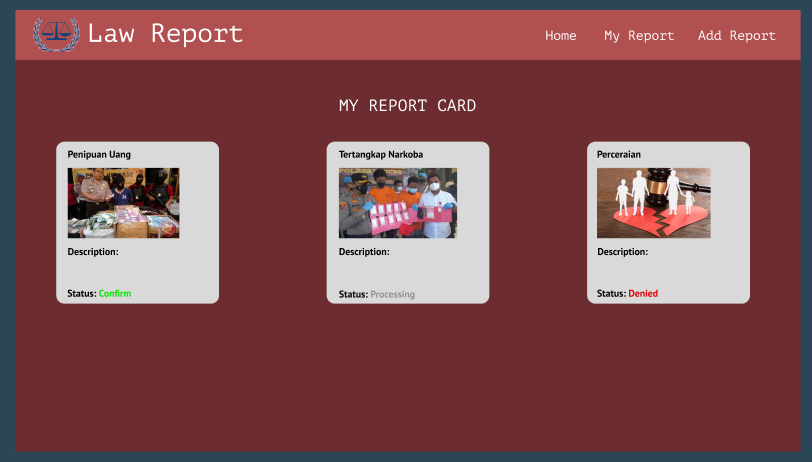 Law Report
Home
My Report
Add Report
MY REPORT CARD
Penipuan Uang
Description:
Status: Confirm
Tertangkap Narkoba
Description:
Status: Processing
Perceraian
Description:
Status: Denied